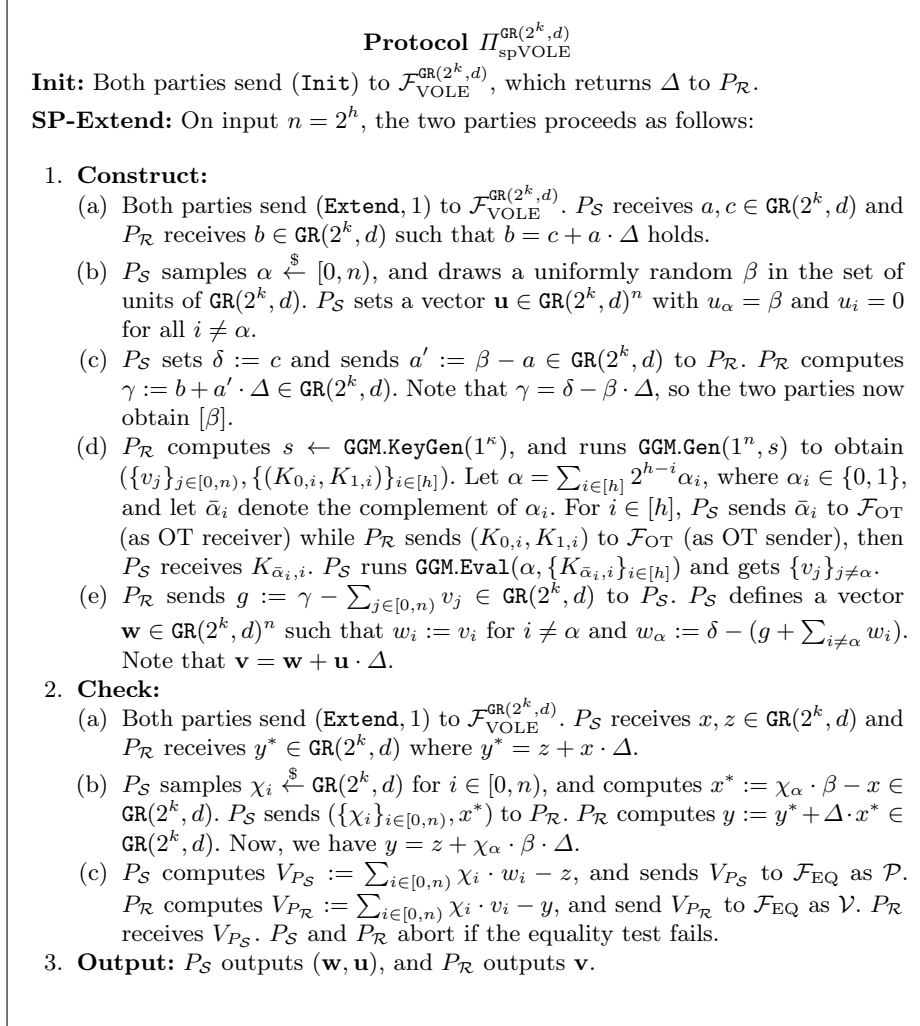 Protocol Π_spVOLE^GR(2^k,d)
Init: Both parties send (Init) to F_VOLE^GR(2^k,d), which returns Δ to P_R.
SP-Extend: On input n = 2^h, the two parties proceeds as follows:
1. Construct:
(a) Both parties send (Extend, 1) to F_VOLE^GR(2^k,d). P_S receives a, c ∈ GR(2^k, d) and
P_R receives b ∈ GR(2^k, d) such that b = c + a · Δ holds.
(b) P_S samples α ←$ [0, n), and draws a uniformly random β in the set of
units of GR(2^k, d). P_S sets a vector u ∈ GR(2^k, d)^n with u_α = β and u_i = 0
for all i ≠ α.
(c) P_S sets δ := c and sends a′ := β − a ∈ GR(2^k, d) to P_R. P_R computes
γ := b + a′ · Δ ∈ GR(2^k, d). Note that γ = δ − β · Δ, so the two parties now
obtain [β].
(d) P_R computes s ← GGM.KeyGen(1^κ), and runs GGM.Gen(1^n, s) to obtain
({v_j}_{j∈[0,n)}, {(K_{0,i}, K_{1,i})}_{i∈[h]}). Let α = ∑_{i∈[h]} 2^{h−i}α_i, where α_i ∈ {0, 1},
and let ᾱ_i denote the complement of α_i. For i ∈ [h], P_S sends ᾱ_i to F_OT
(as OT receiver) while P_R sends (K_{0,i}, K_{1,i}) to F_OT (as OT sender), then
P_S receives K_{ᾱ_i,i}. P_S runs GGM.Eval(α, {K_{ᾱ_i,i}}_{i∈[h]}) and gets {v_j}_{j≠α}.
(e) P_R sends g := γ − ∑_{j∈[0,n)} v_j ∈ GR(2^k, d) to P_S. P_S defines a vector
w ∈ GR(2^k, d)^n such that w_i := v_i for i ≠ α and w_α := δ − (g + ∑_{i≠α} w_i).
Note that v = w + u · Δ.
2. Check:
(a) Both parties send (Extend, 1) to F_VOLE^GR(2^k,d). P_S receives x, z ∈ GR(2^k, d) and
P_R receives y* ∈ GR(2^k, d) where y* = z + x · Δ.
(b) P_S samples χ_i ←$ GR(2^k, d) for i ∈ [0, n), and computes x* := χ_α · β − x ∈
GR(2^k, d). P_S sends ({χ_i}_{i∈[0,n)}, x*) to P_R. P_R computes y := y* + Δ · x* ∈
GR(2^k, d). Now, we have y = z + χ_α · β · Δ.
(c) P_S computes V_{P_S} := ∑_{i∈[0,n)} χ_i · w_i − z, and sends V_{P_S} to F_EQ as P.
P_R computes V_{P_R} := ∑_{i∈[0,n)} χ_i · v_i − y, and send V_{P_R} to F_EQ as V. P_R
receives V_{P_S}. P_S and P_R abort if the equality test fails.
3. Output: P_S outputs (w, u), and P_R outputs v.